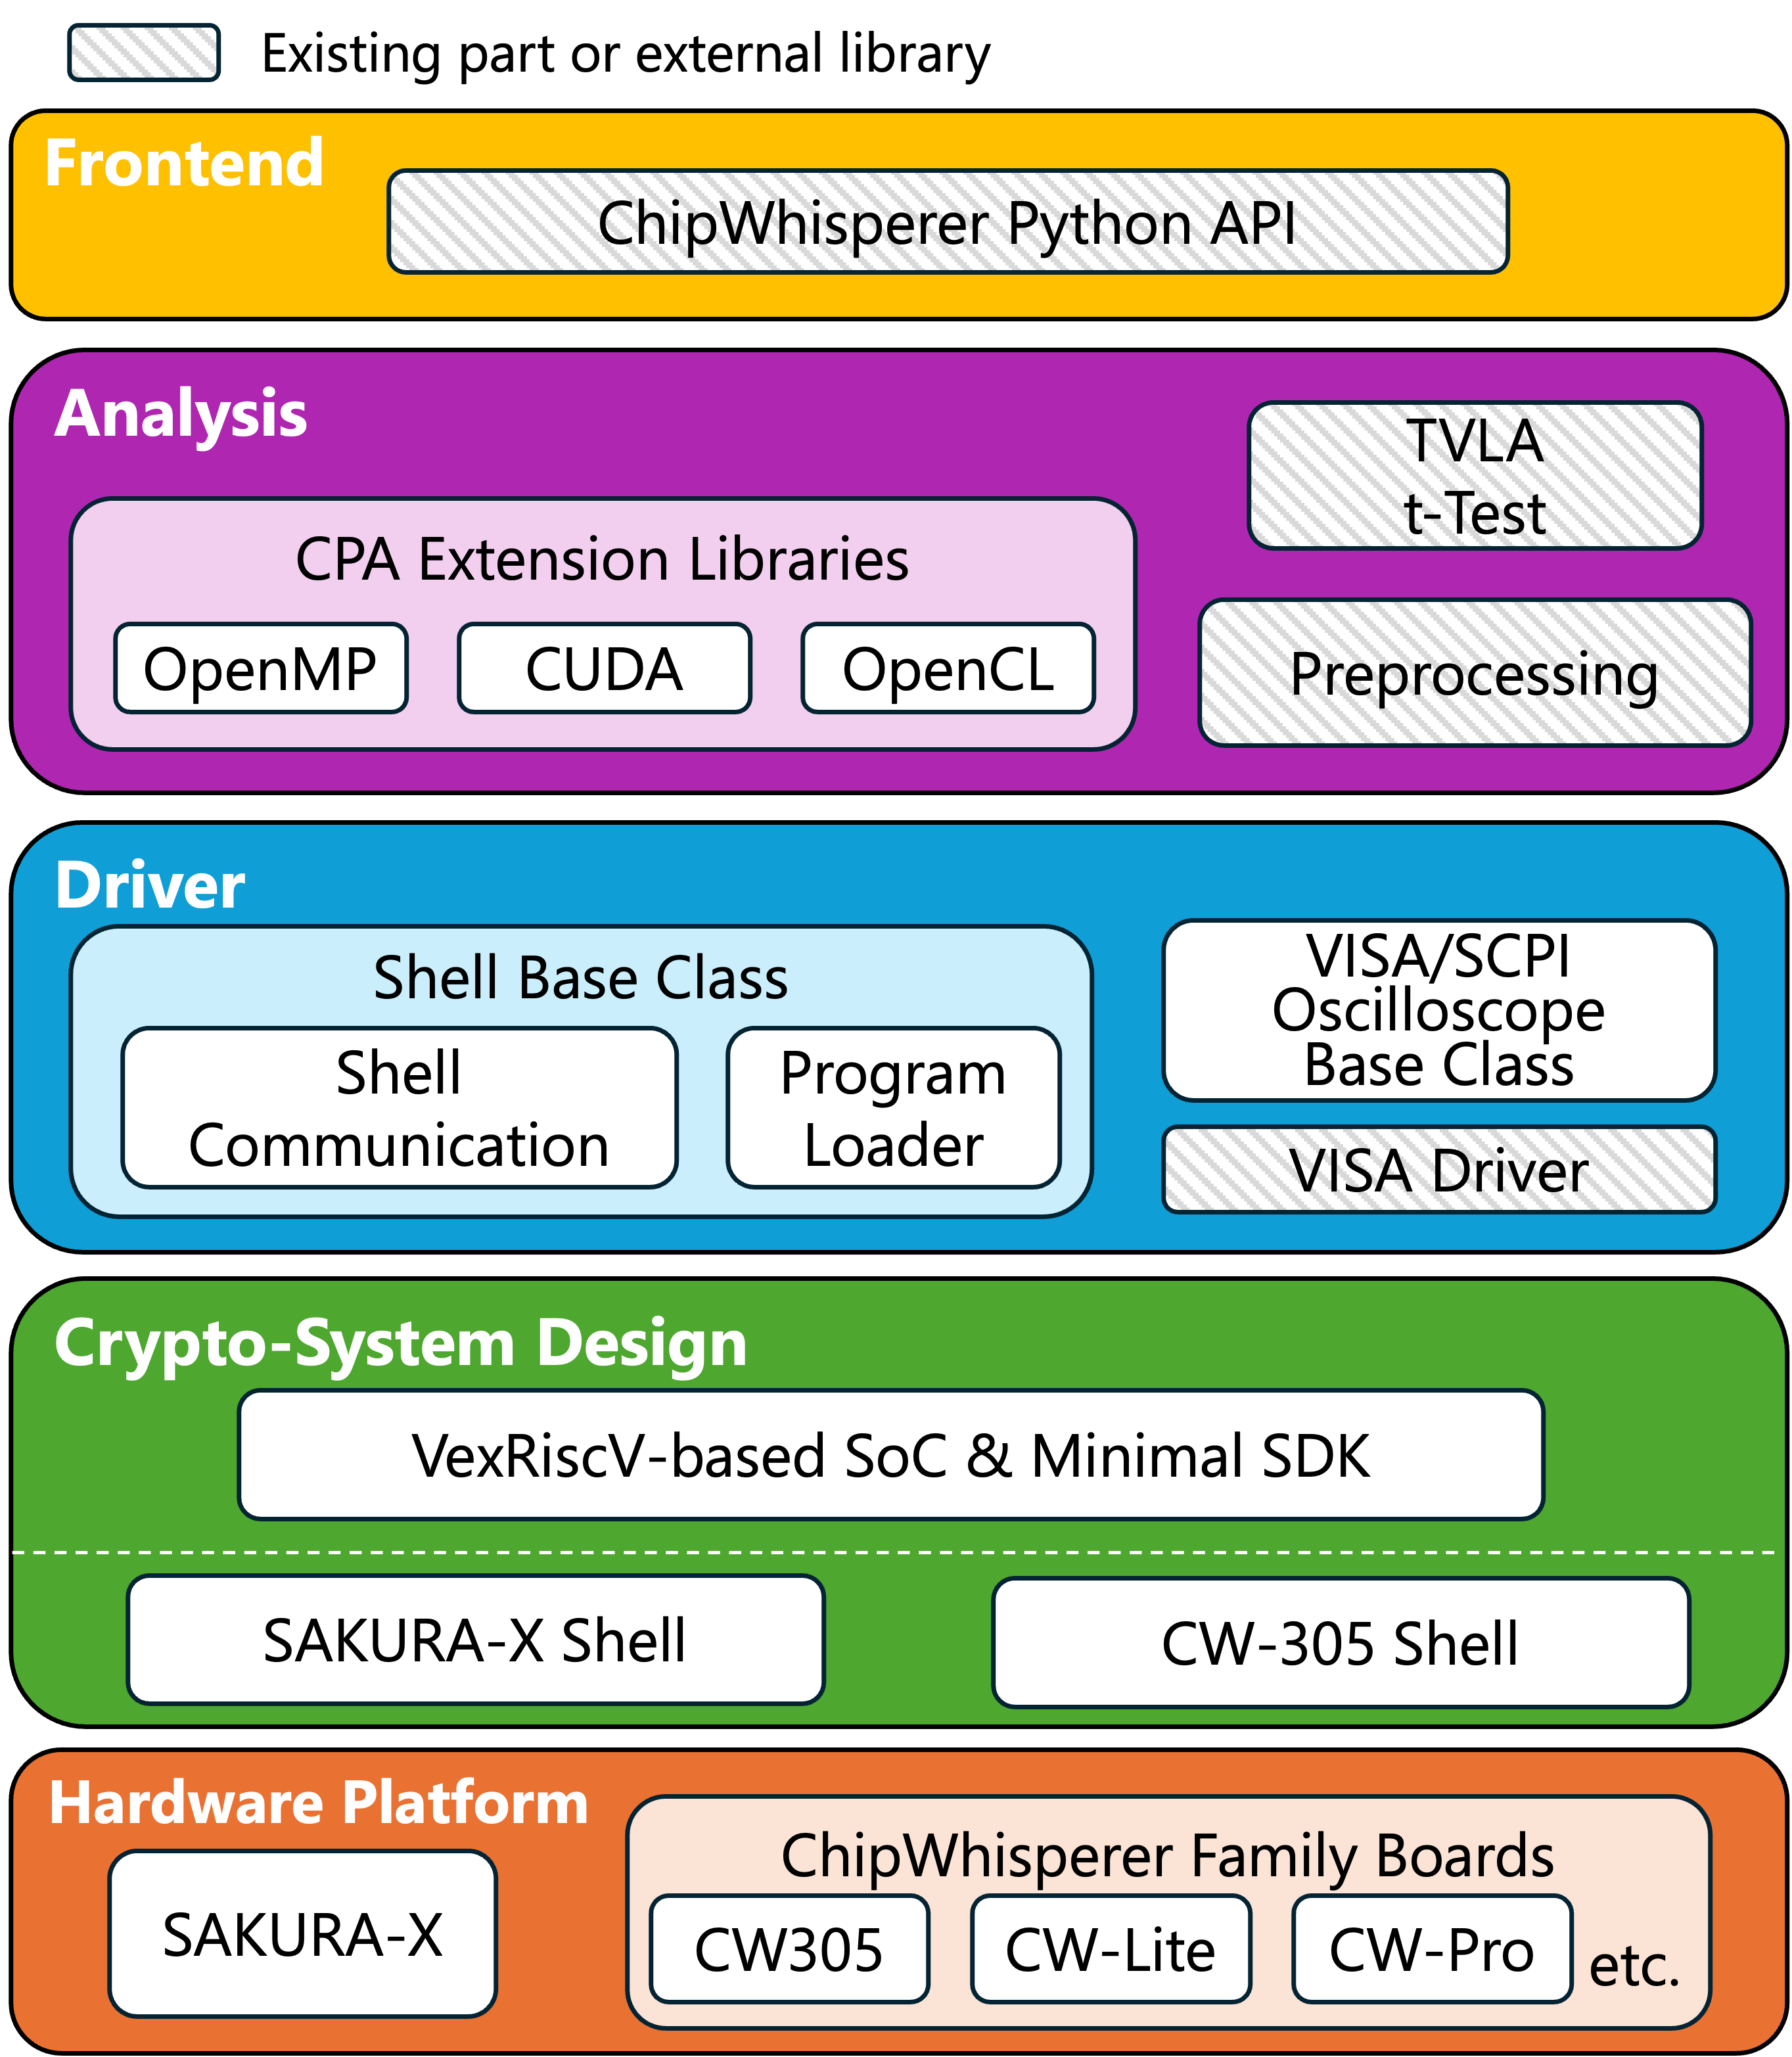 Existing part or external library
Frontend
ChipWhisperer Python API
Analysis
TVLA
t-Test
CPA Extension Libraries
OpenMP
CUDA
OpenCL
Preprocessing
Driver
Shell Base Class
Shell
Communication
Program
Loader
VISA/SCPI
Oscilloscope
Base Class
VISA Driver
Crypto-System Design
VexRiscV-based SoC & Minimal SDK
SAKURA-X Shell
CW-305 Shell
Hardware Platform
SAKURA-X
ChipWhisperer Family Boards
CW305
CW-Lite
CW-Pro
etc.